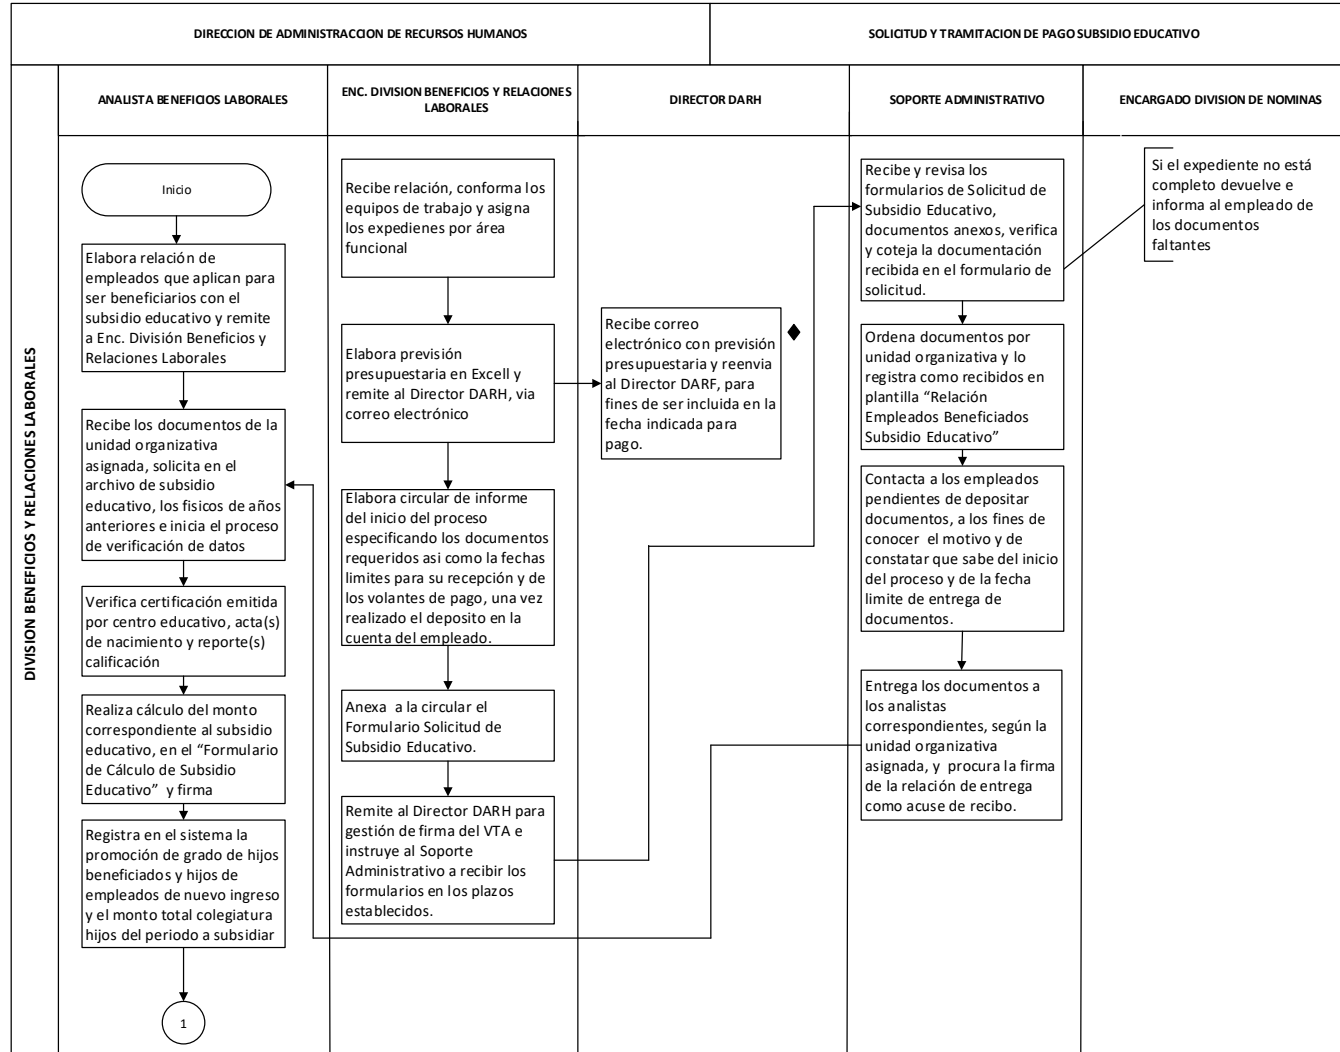 DIRECCION DE ADMINISTRACCION DE RECURSOS HUMANOS
SOLICITUD Y TRAMITACION DE PAGO SUBSIDIO EDUCATIVO
DIVISION BENEFICIOS Y RELACIONES LABORALES
ANALISTA BENEFICIOS LABORALES
ENC. DIVISION BENEFICIOS Y RELACIONES
LABORALES
DIRECTOR DARH
SOPORTE ADMINISTRATIVO
ENCARGADO DIVISION DE NOMINAS
Inicio
Elabora relación de
empleados que aplican para
ser beneficiarios con el
subsidio educativo y remite
a Enc. División Beneficios y
Relaciones Laborales
Recibe los documentos de la
unidad organizativa
asignada, solicita en el
archivo de subsidio
educativo, los fisicos de años
anteriores e inicia el proceso
de verificación de datos
Verifica certificación emitida
por centro educativo, acta(s)
de nacimiento y reporte(s)
calificación
Realiza cálculo del monto
correspondiente al subsidio
educativo, en el “Formulario
de Cálculo de Subsidio
Educativo” y firma
Registra en el sistema la
promoción de grado de hijos
beneficiados y hijos de
empleados de nuevo ingreso
y el monto total colegiatura
hijos del periodo a subsidiar
1
Recibe relación, conforma los
equipos de trabajo y asigna
los expedienes por área
funcional
Elabora previsión
presupuestaria en Excell y
remite al Director DARH, via
correo electrónico
Elabora circular de informe
del inicio del proceso
especificando los documentos
requeridos asi como la fechas
limites para su recepción y de
los volantes de pago, una vez
realizado el deposito en la
cuenta del empleado.
Anexa a la circular el
Formulario Solicitud de
Subsidio Educativo.
Remite al Director DARH para
gestión de firma del VTA e
instruye al Soporte
Administrativo a recibir los
formularios en los plazos
establecidos.
Recibe correo
electrónico con previsión
presupuestaria y reenvia
al Director DARF, para
fines de ser incluida en la
fecha indicada para
pago.
Recibe y revisa los
formularios de Solicitud de
Subsidio Educativo,
documentos anexos, verifica
y coteja la documentación
recibida en el formulario de
solicitud.
Ordena documentos por
unidad organizativa y lo
registra como recibidos en
plantilla “Relación
Empleados Beneficiados
Subsidio Educativo”
Contacta a los empleados
pendientes de depositar
documentos, a los fines de
conocer el motivo y de
constatar que sabe del inicio
del proceso y de la fecha
limite de entrega de
documentos.
Entrega los documentos a
los analistas
correspondientes, según la
unidad organizativa
asignada, y procura la firma
de la relación de entrega
como acuse de recibo.
Si el expediente no está
completo devuelve e
informa al empleado de
los documentos
faltantes